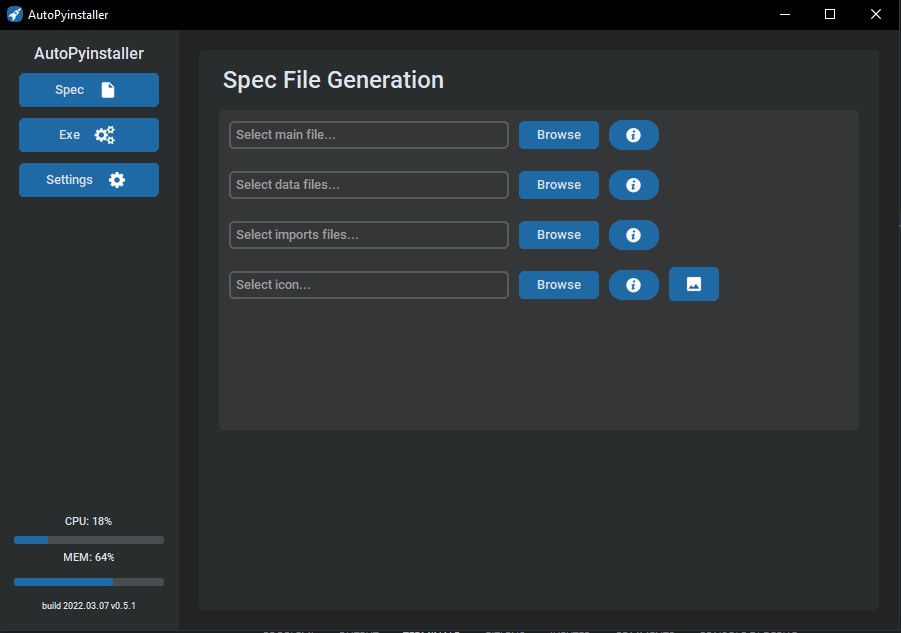 AutoPyinstaller
AutoPyinstaller
Spec
Exe
Settings
CPU: 18%
MEM: 64%
build 2022.03.07 v0.5.1
Spec File Generation
Select main file... Browse
Select data files... Browse
Select imports files... Browse
Select icon... Browse